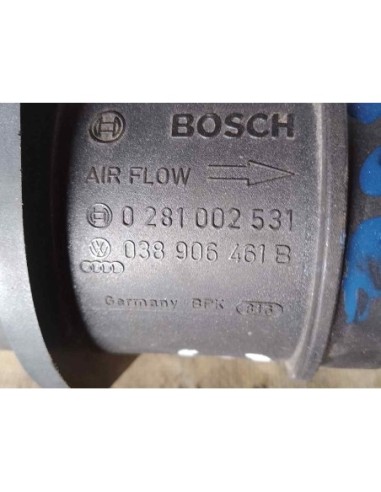 BOSCH
AIR FLOW
0 281 002 531
038 906 461 B
Germany BPK